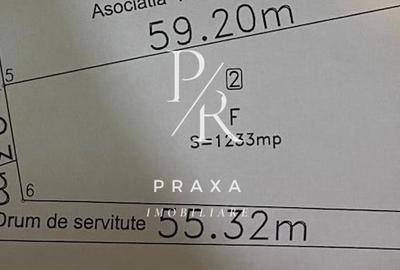 Asociatia
59.20m
5
2
P/R
F
S=1233mp
PRAXA
6
IMOBILIARE
Drum de servitute 55.32m